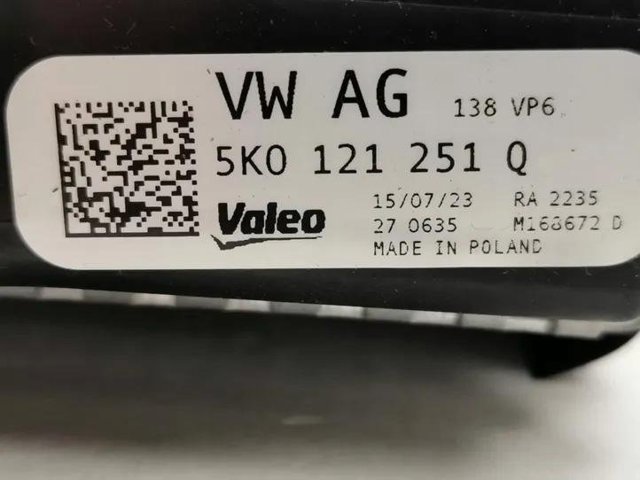 VW AG 138 VP6
5K0 121 251 Q
Valeo
15/07/23 RA 2235
27 0635 M168672 D
MADE IN POLAND